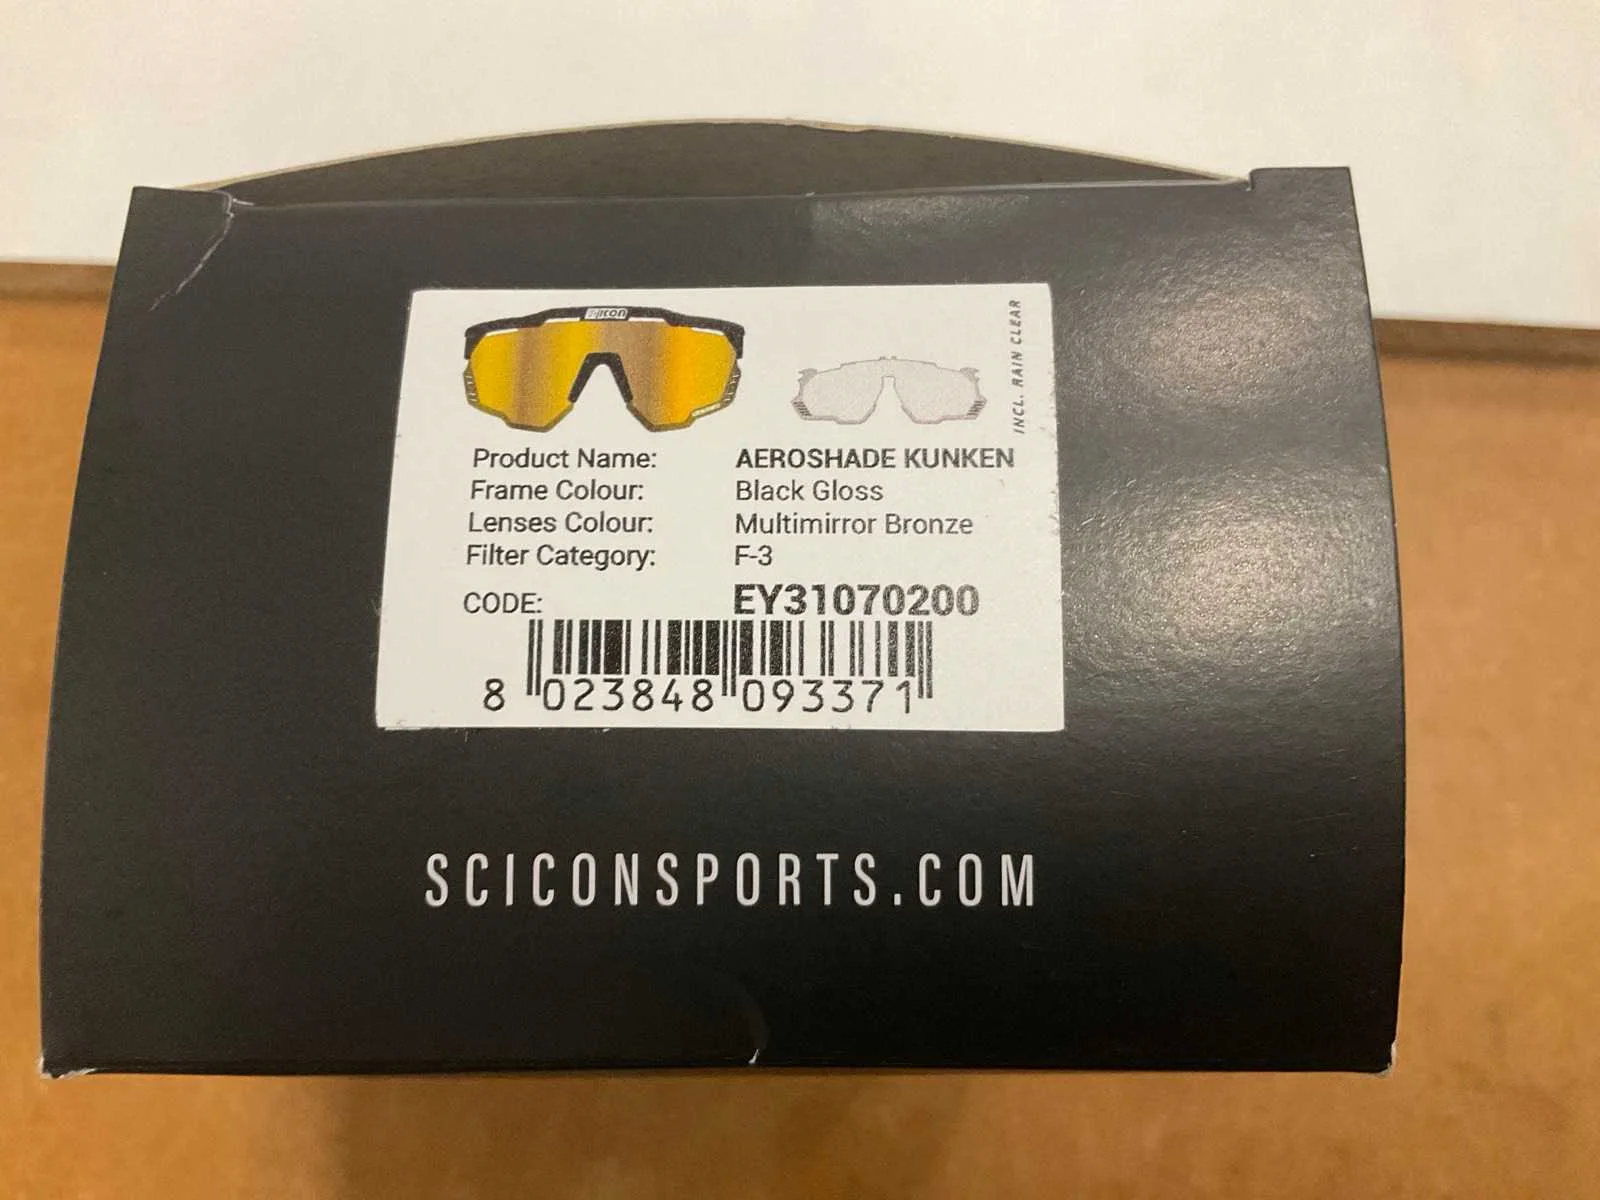 SCICON
INCL. RAIN CLEAR
Product Name: AEROSHADE KUNKEN
Frame Colour: Black Gloss
Lenses Colour: Multimirror Bronze
Filter Category: F-3
CODE: EY31070200
8 023848 093371
SCICONSPORTS.COM